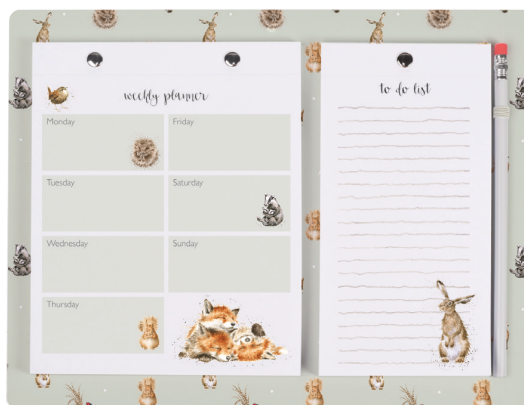 weekly planner
Monday
Friday
Tuesday
Saturday
Wednesday
Sunday
Thursday
to do list